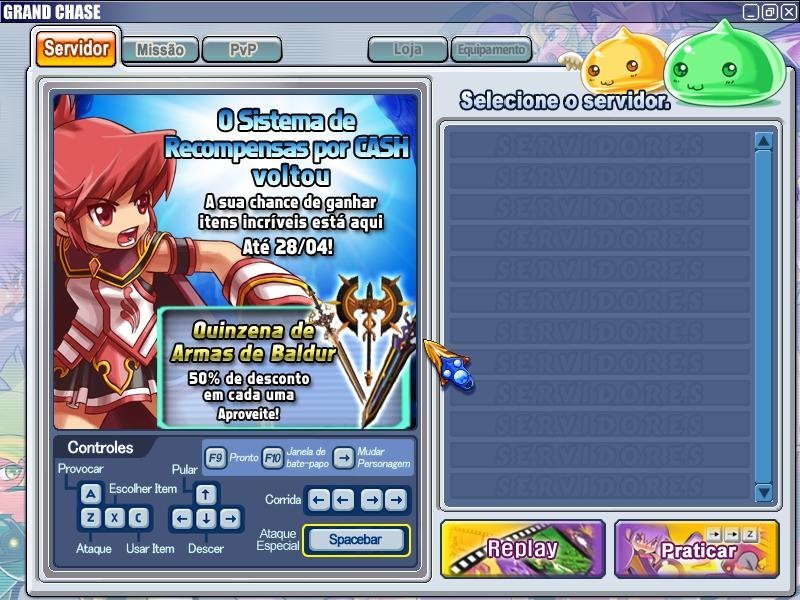 GRAND CHASE
Servidor
Missão
PvP
Loja
Equipamento
Selecione o servidor.
O Sistema de
Recompensas por CASH
voltou
A sua chance de ganhar
itens incríveis está aqui
Até 28/04!
Quinzena de
Armas de Baldur
50% de desconto
em cada uma
Aproveite!
SERVIDORES
SERVIDORES
SERVIDORES
SERVIDORES
SERVIDORES
SERVIDORES
SERVIDORES
SERVIDORES
SERVIDORES
SERVIDORES
SERVIDORES
SERVIDORES
Controles
F9 Pronto
F10 Janela de
bate-papo
→ Mudar
Personagem
Provocar
A
Escolher Item
Z X C
Ataque
Usar Item
Pular
↑
← ↓ →
Descer
Corrida ← ← → →
Ataque
Especial
Spacebar
Replay
→ → Z
Praticar